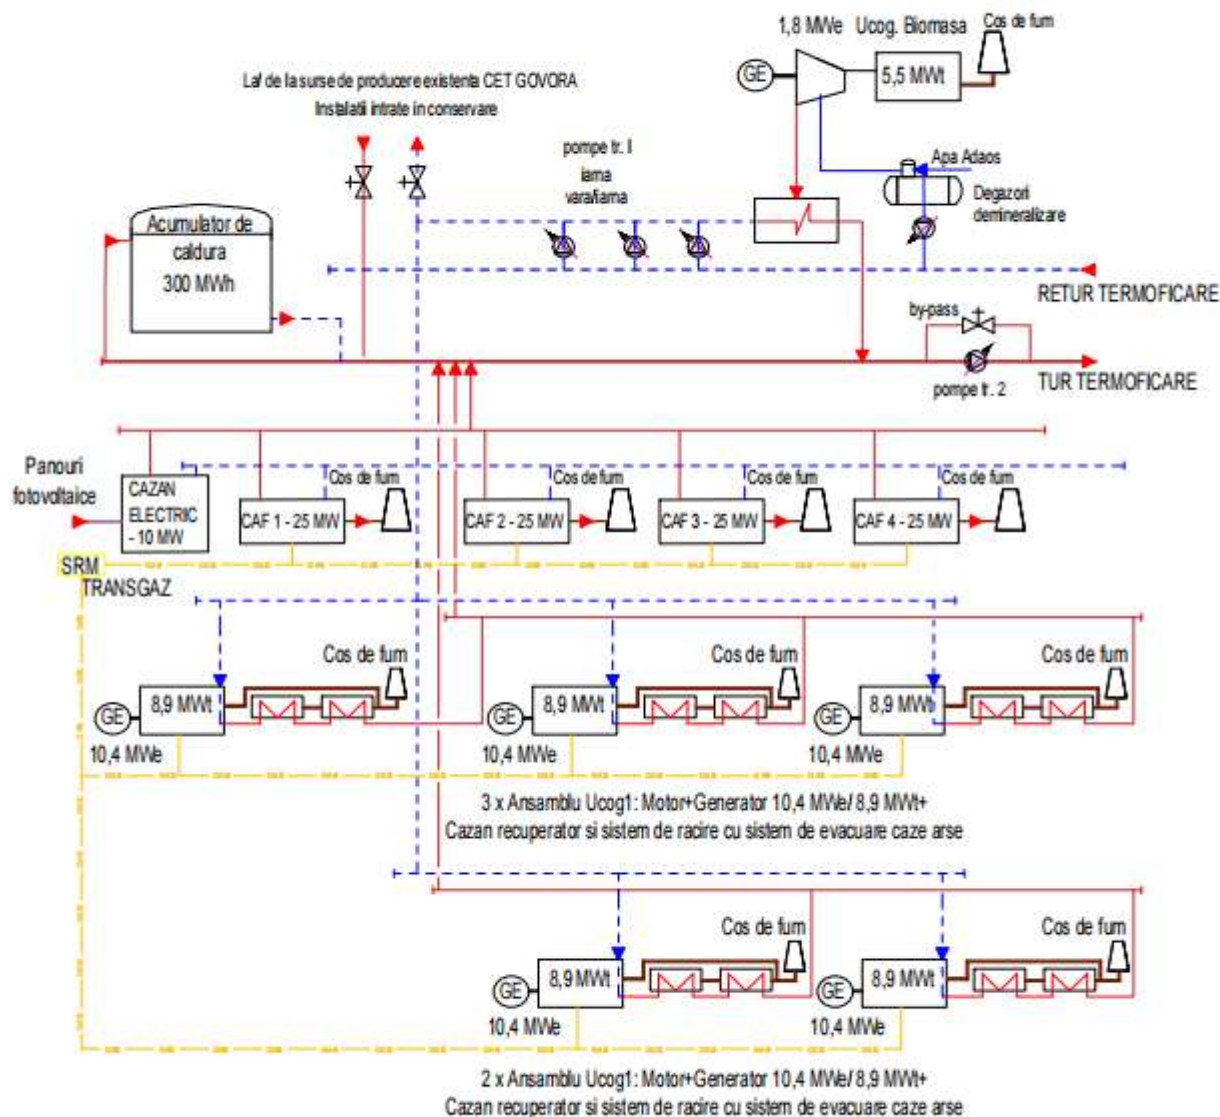 1,8 MWe Ucog. Biomasa
Cos de fum
GE
5,5 MWt
La/ de la surse de producere existenta CET GOVORA
Instalatii intrate in conservare
pompe tr. I
iarna
vara/iarna
Apa Adaos
Degazori
demineralizare
Acumulator de
caldura
300 MWh
RETUR TERMOFICARE
by-pass
pompe tr. 2
TUR TERMOFICARE
Panouri
fotovoltaice
CAZAN
ELECTRIC
- 10 MW
Cos de fum
CAF 1 - 25 MW
Cos de fum
CAF 2 - 25 MW
Cos de fum
CAF 3 - 25 MW
Cos de fum
CAF 4 - 25 MW
SRM
TRANSGAZ
Cos de fum
8,9 MWt
GE
10,4 MWe
Cos de fum
8,9 MWt
GE
10,4 MWe
Cos de fum
8,9 MWt
GE
10,4 MWe
3 x Ansamblu Ucog1: Motor+Generator 10,4 MWe/ 8,9 MWt+
Cazan recuperator si sistem de racire cu sistem de evacuare caze arse
Cos de fum
8,9 MWt
GE
10,4 MWe
Cos de fum
8,9 MWt
GE
10,4 MWe
2 x Ansamblu Ucog1: Motor+Generator 10,4 MWe/ 8,9 MWt+
Cazan recuperator si sistem de racire cu sistem de evacuare caze arse